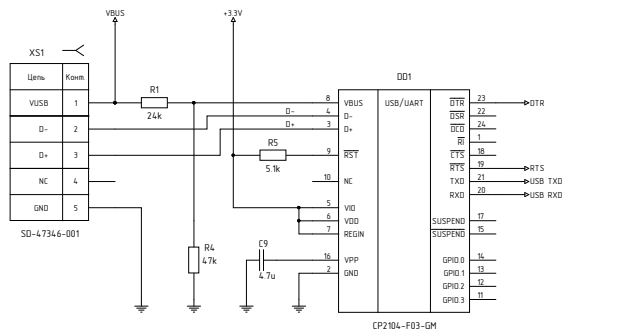 VBUS
+3.3V
XS1
Цепь Конт.
VUSB 1
D- 2
D+ 3
NC 4
GND 5
SD-47346-001
R1
24k
R4
47k
R5
5.1k
C9
4.7u
D-
D+
DD1
USB/UART
8 VBUS
4 D-
3 D+
9 RST
10 NC
5 VIO
6 VDD
7 REGIN
16 VPP
2 GND
DTR 23 DTR
DSR 22
DCD 24
RI 1
CTS 18
RTS 19 RTS
TXD 21 USB TXD
RXD 20 USB RXD
SUSPEND 17
SUSPEND 15
GPIO.0 14
GPIO.1 13
GPIO.2 12
GPIO.3 11
CP2104-F03-GM